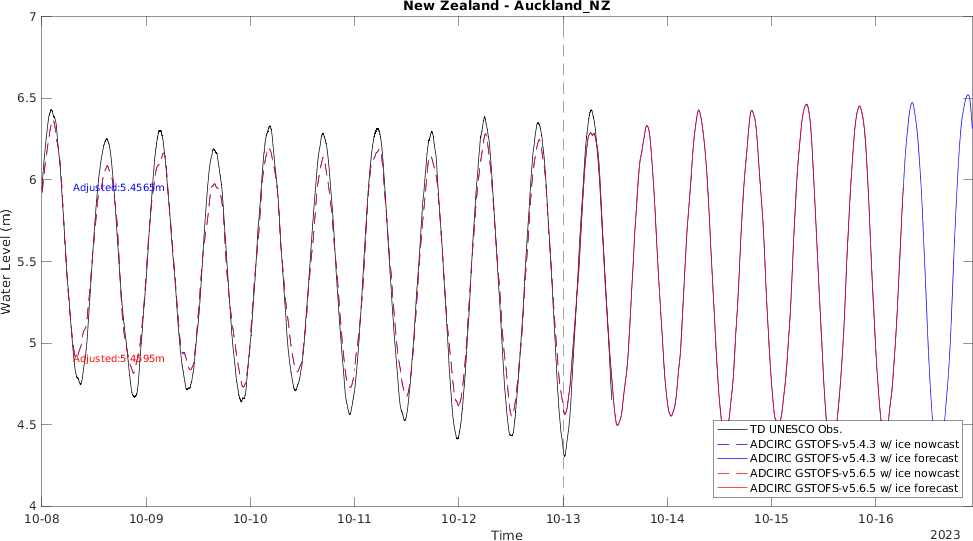 New Zealand - Auckland_NZ
7
6.5
6
5.5
5
4.5
4
Water Level (m)
Adjusted:5.4565m
Adjusted:5.4595m
TD UNESCO Obs.
ADCIRC GSTOFS-v5.4.3 w/ ice nowcast
ADCIRC GSTOFS-v5.4.3 w/ ice forecast
ADCIRC GSTOFS-v5.6.5 w/ ice nowcast
ADCIRC GSTOFS-v5.6.5 w/ ice forecast
10-08 10-09 10-10 10-11 10-12 10-13 10-14 10-15 10-16
Time
2023